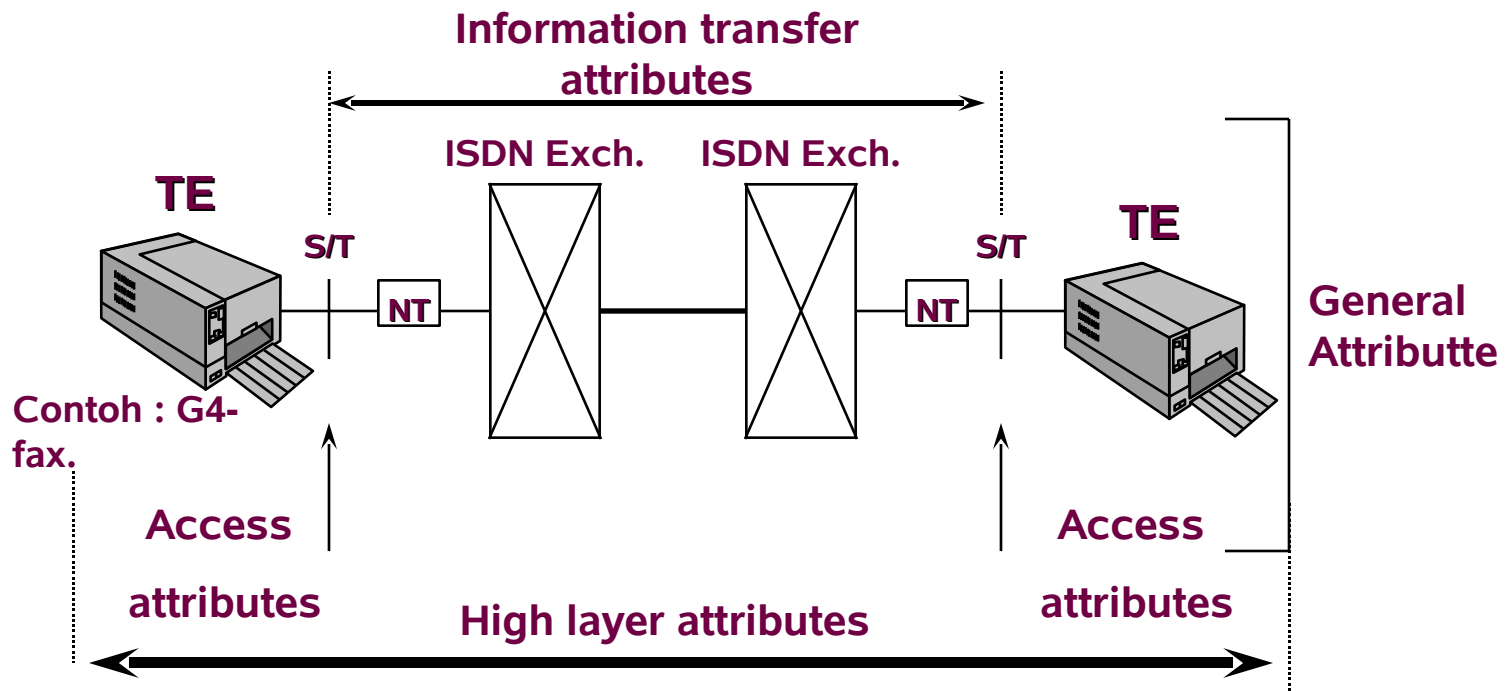 Information transfer
attributes
ISDN Exch.
ISDN Exch.
TE
TE
S/T
S/T
NT
NT
General
Attributte
Contoh : G4-
fax.
Access
attributes
Access
attributes
High layer attributes